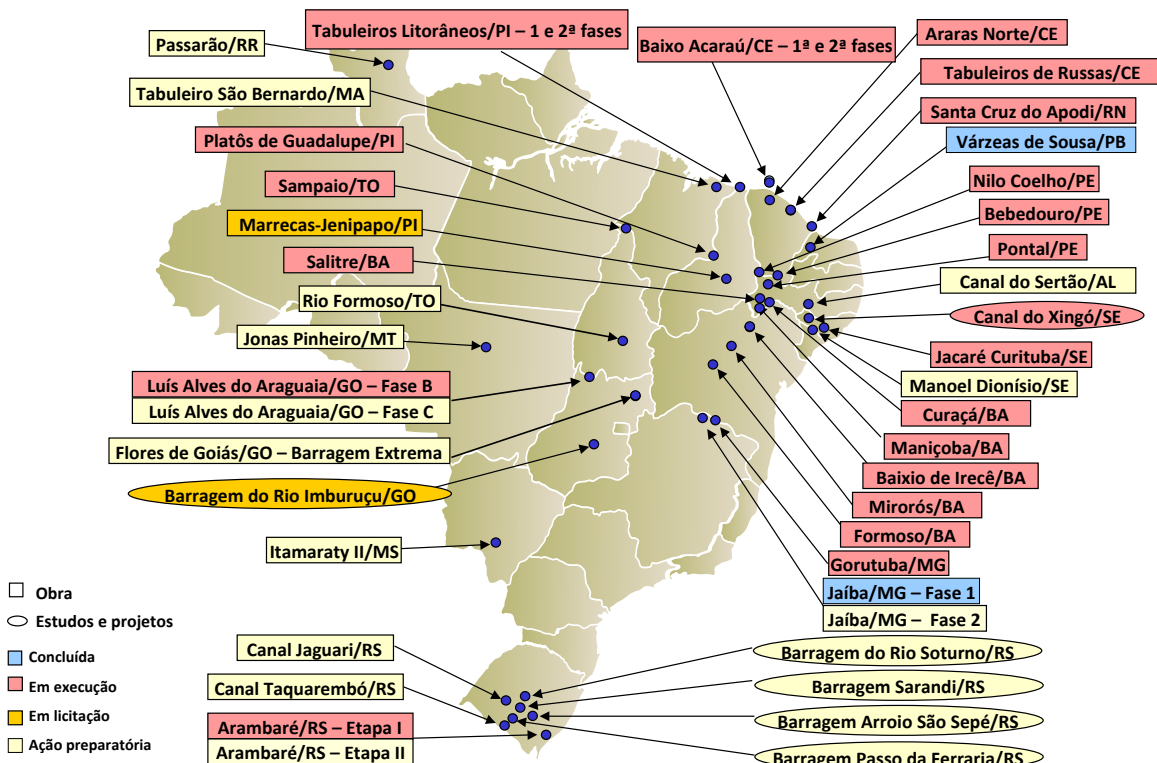 Passarão/RR
Tabuleiros Litorâneos/PI – 1 e 2ª fases
Baixo Acaraú/CE – 1ª e 2ª fases
Araras Norte/CE
Tabuleiros de Russas/CE
Tabuleiro São Bernardo/MA
Santa Cruz do Apodi/RN
Platôs de Guadalupe/PI
Várzeas de Sousa/PB
Sampaio/TO
Nilo Coelho/PE
Marrecas-Jenipapo/PI
Bebedouro/PE
Salitre/BA
Pontal/PE
Rio Formoso/TO
Canal do Sertão/AL
Jonas Pinheiro/MT
Canal do Xingó/SE
Jacaré Curituba/SE
Luís Alves do Araguaia/GO – Fase B
Luís Alves do Araguaia/GO – Fase C
Manoel Dionísio/SE
Curaçá/BA
Flores de Goiás/GO – Barragem Extrema
Maniçoba/BA
Baixio de Irecê/BA
Barragem do Rio Imburuçu/GO
Mirorós/BA
Formoso/BA
Itamaraty II/MS
Gorutuba/MG
Jaíba/MG – Fase 1
Jaíba/MG –  Fase 2
Obra
Estudos e projetos
Concluída
Em execução
Em licitação
Ação preparatória
Canal Jaguari/RS
Barragem do Rio Soturno/RS
Canal Taquarembó/RS
Barragem Sarandi/RS
Arambaré/RS – Etapa I
Arambaré/RS – Etapa II
Barragem Arroio São Sepé/RS
Barragem Passo da Ferraria/RS